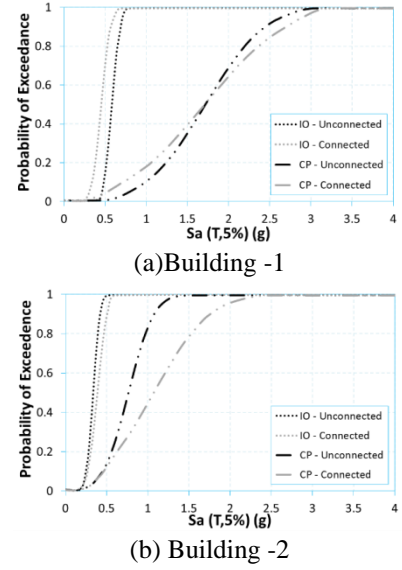 1
0.8
0.6
0.4
0.2
0
Probability of Exceedance
IO - Unconnected
IO - Connected
CP - Unconnected
CP - Connected
0 0.5 1 1.5 2 2.5 3 3.5 4
Sa (T,5%) (g)
(a)Building -1
1
0.8
0.6
0.4
0.2
0
Probability of Exceedence
IO - Unconnected
IO - Connected
CP - Unconnected
CP - Connected
0 0.5 1 1.5 2 2.5 3 3.5 4
Sa (T,5%) (g)
(b) Building -2